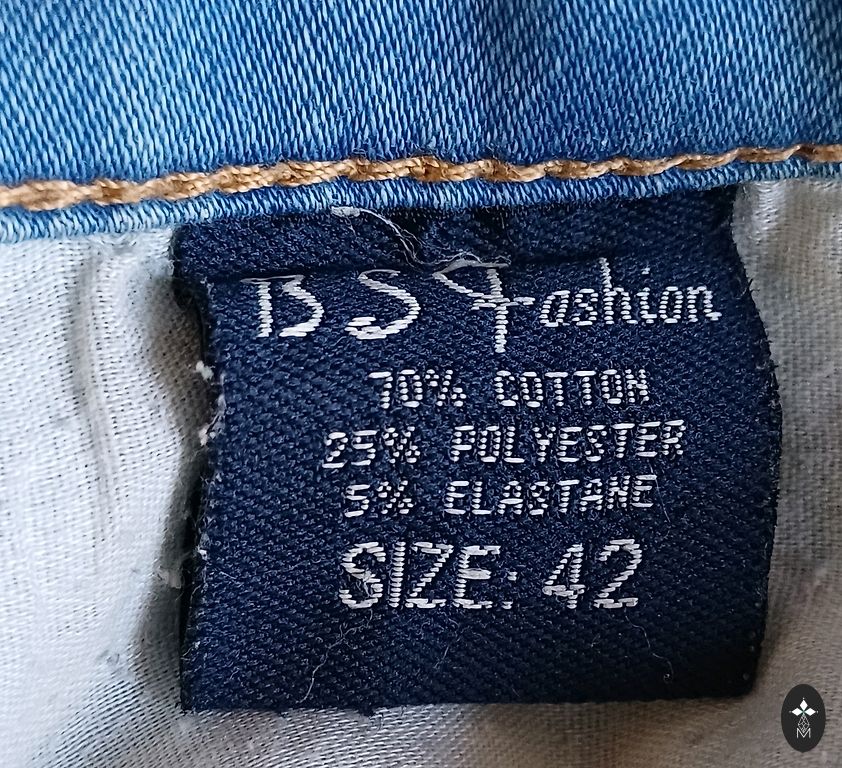 BS Fashion
70% COTTON
25% POLYESTER
5% ELASTANE
SIZE: 42
M